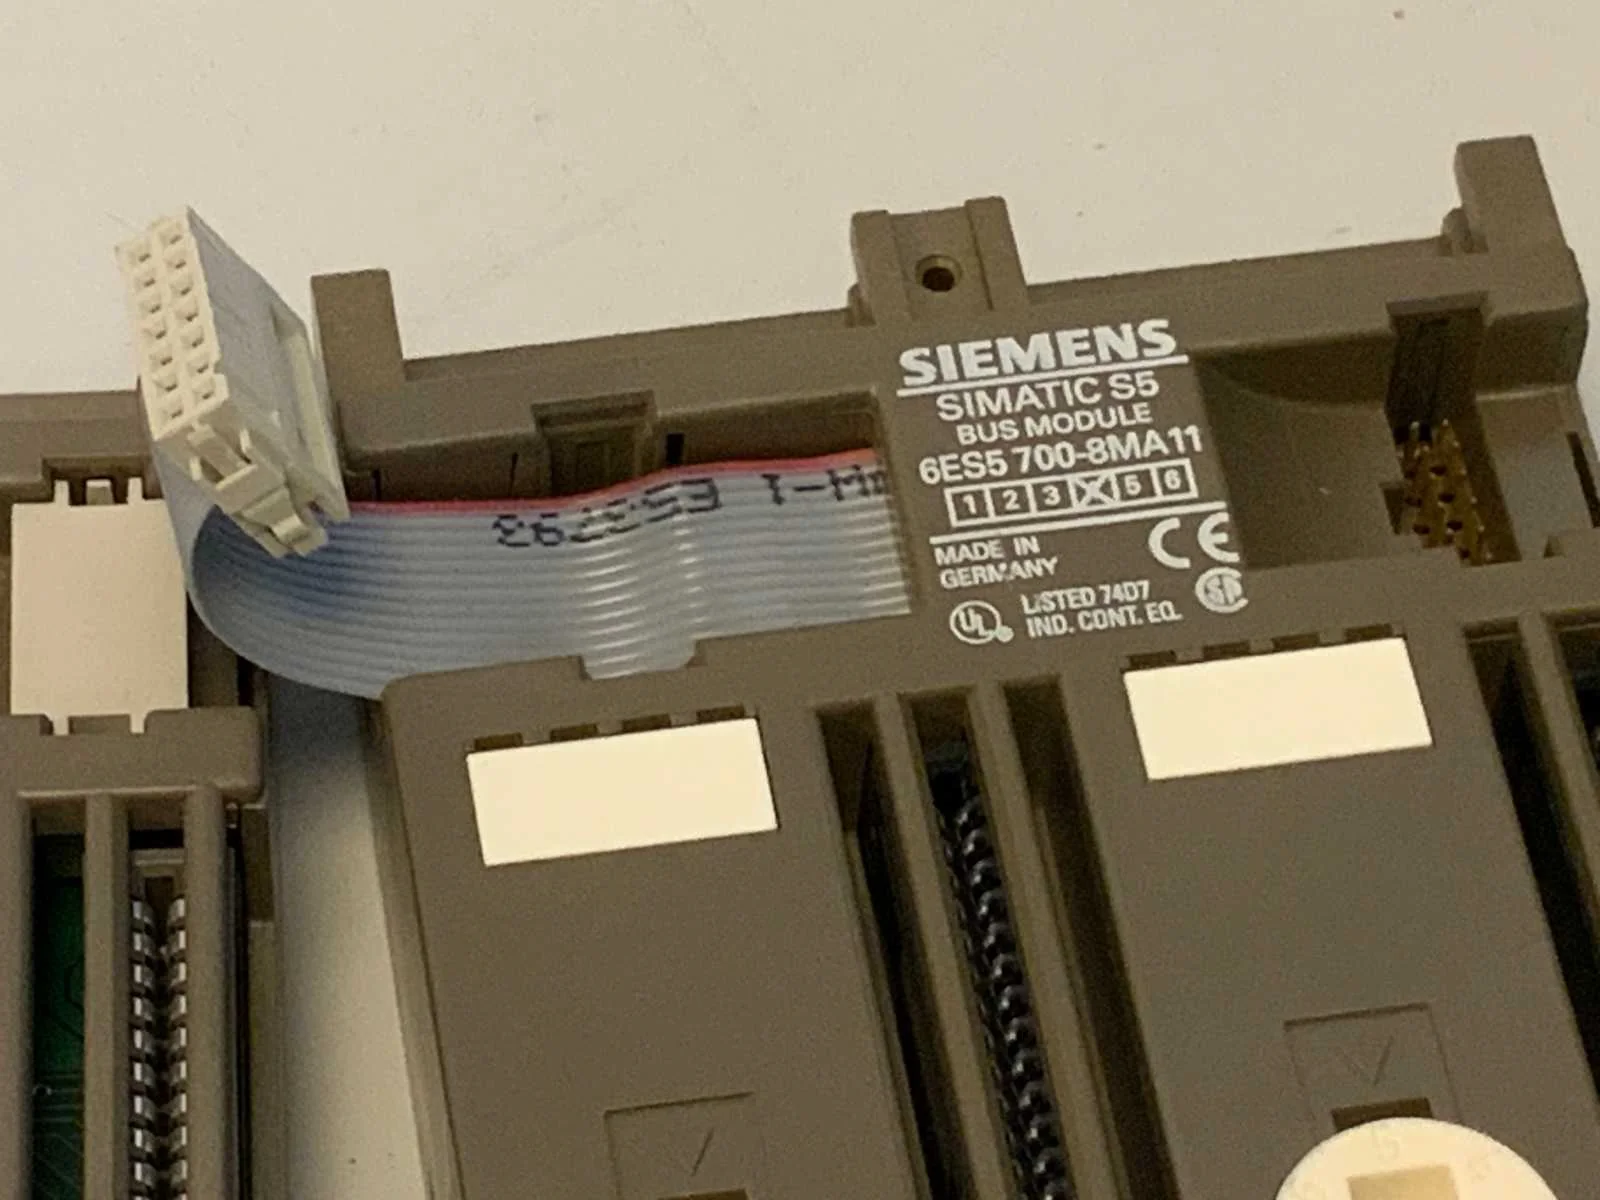 SIEMENS
SIMATIC S5
BUS MODULE
6ES5 700-8MA11
1 2 3 X 5 6
MADE IN
GERMANY
CE
UL
LISTED 74D7
IND. CONT. EQ.